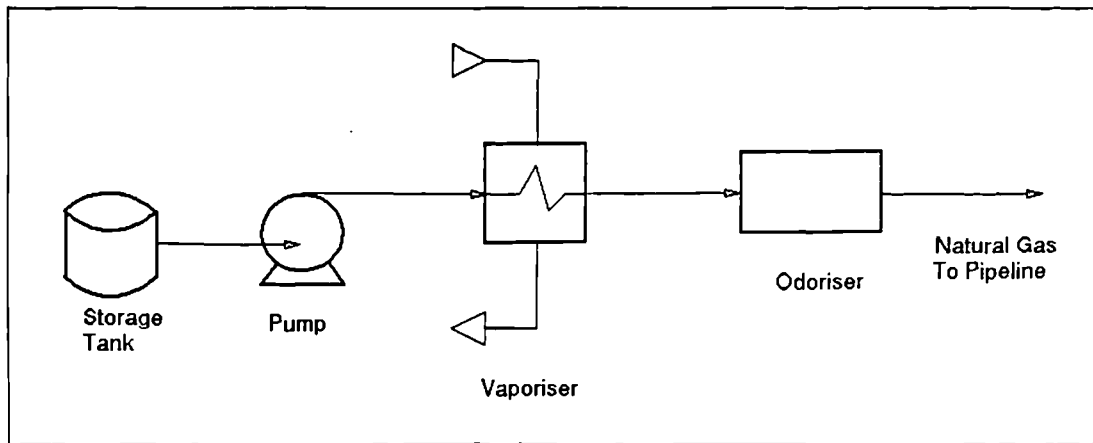 Storage
Tank
Pump
Vaporiser
Odoriser
Natural Gas
To Pipeline